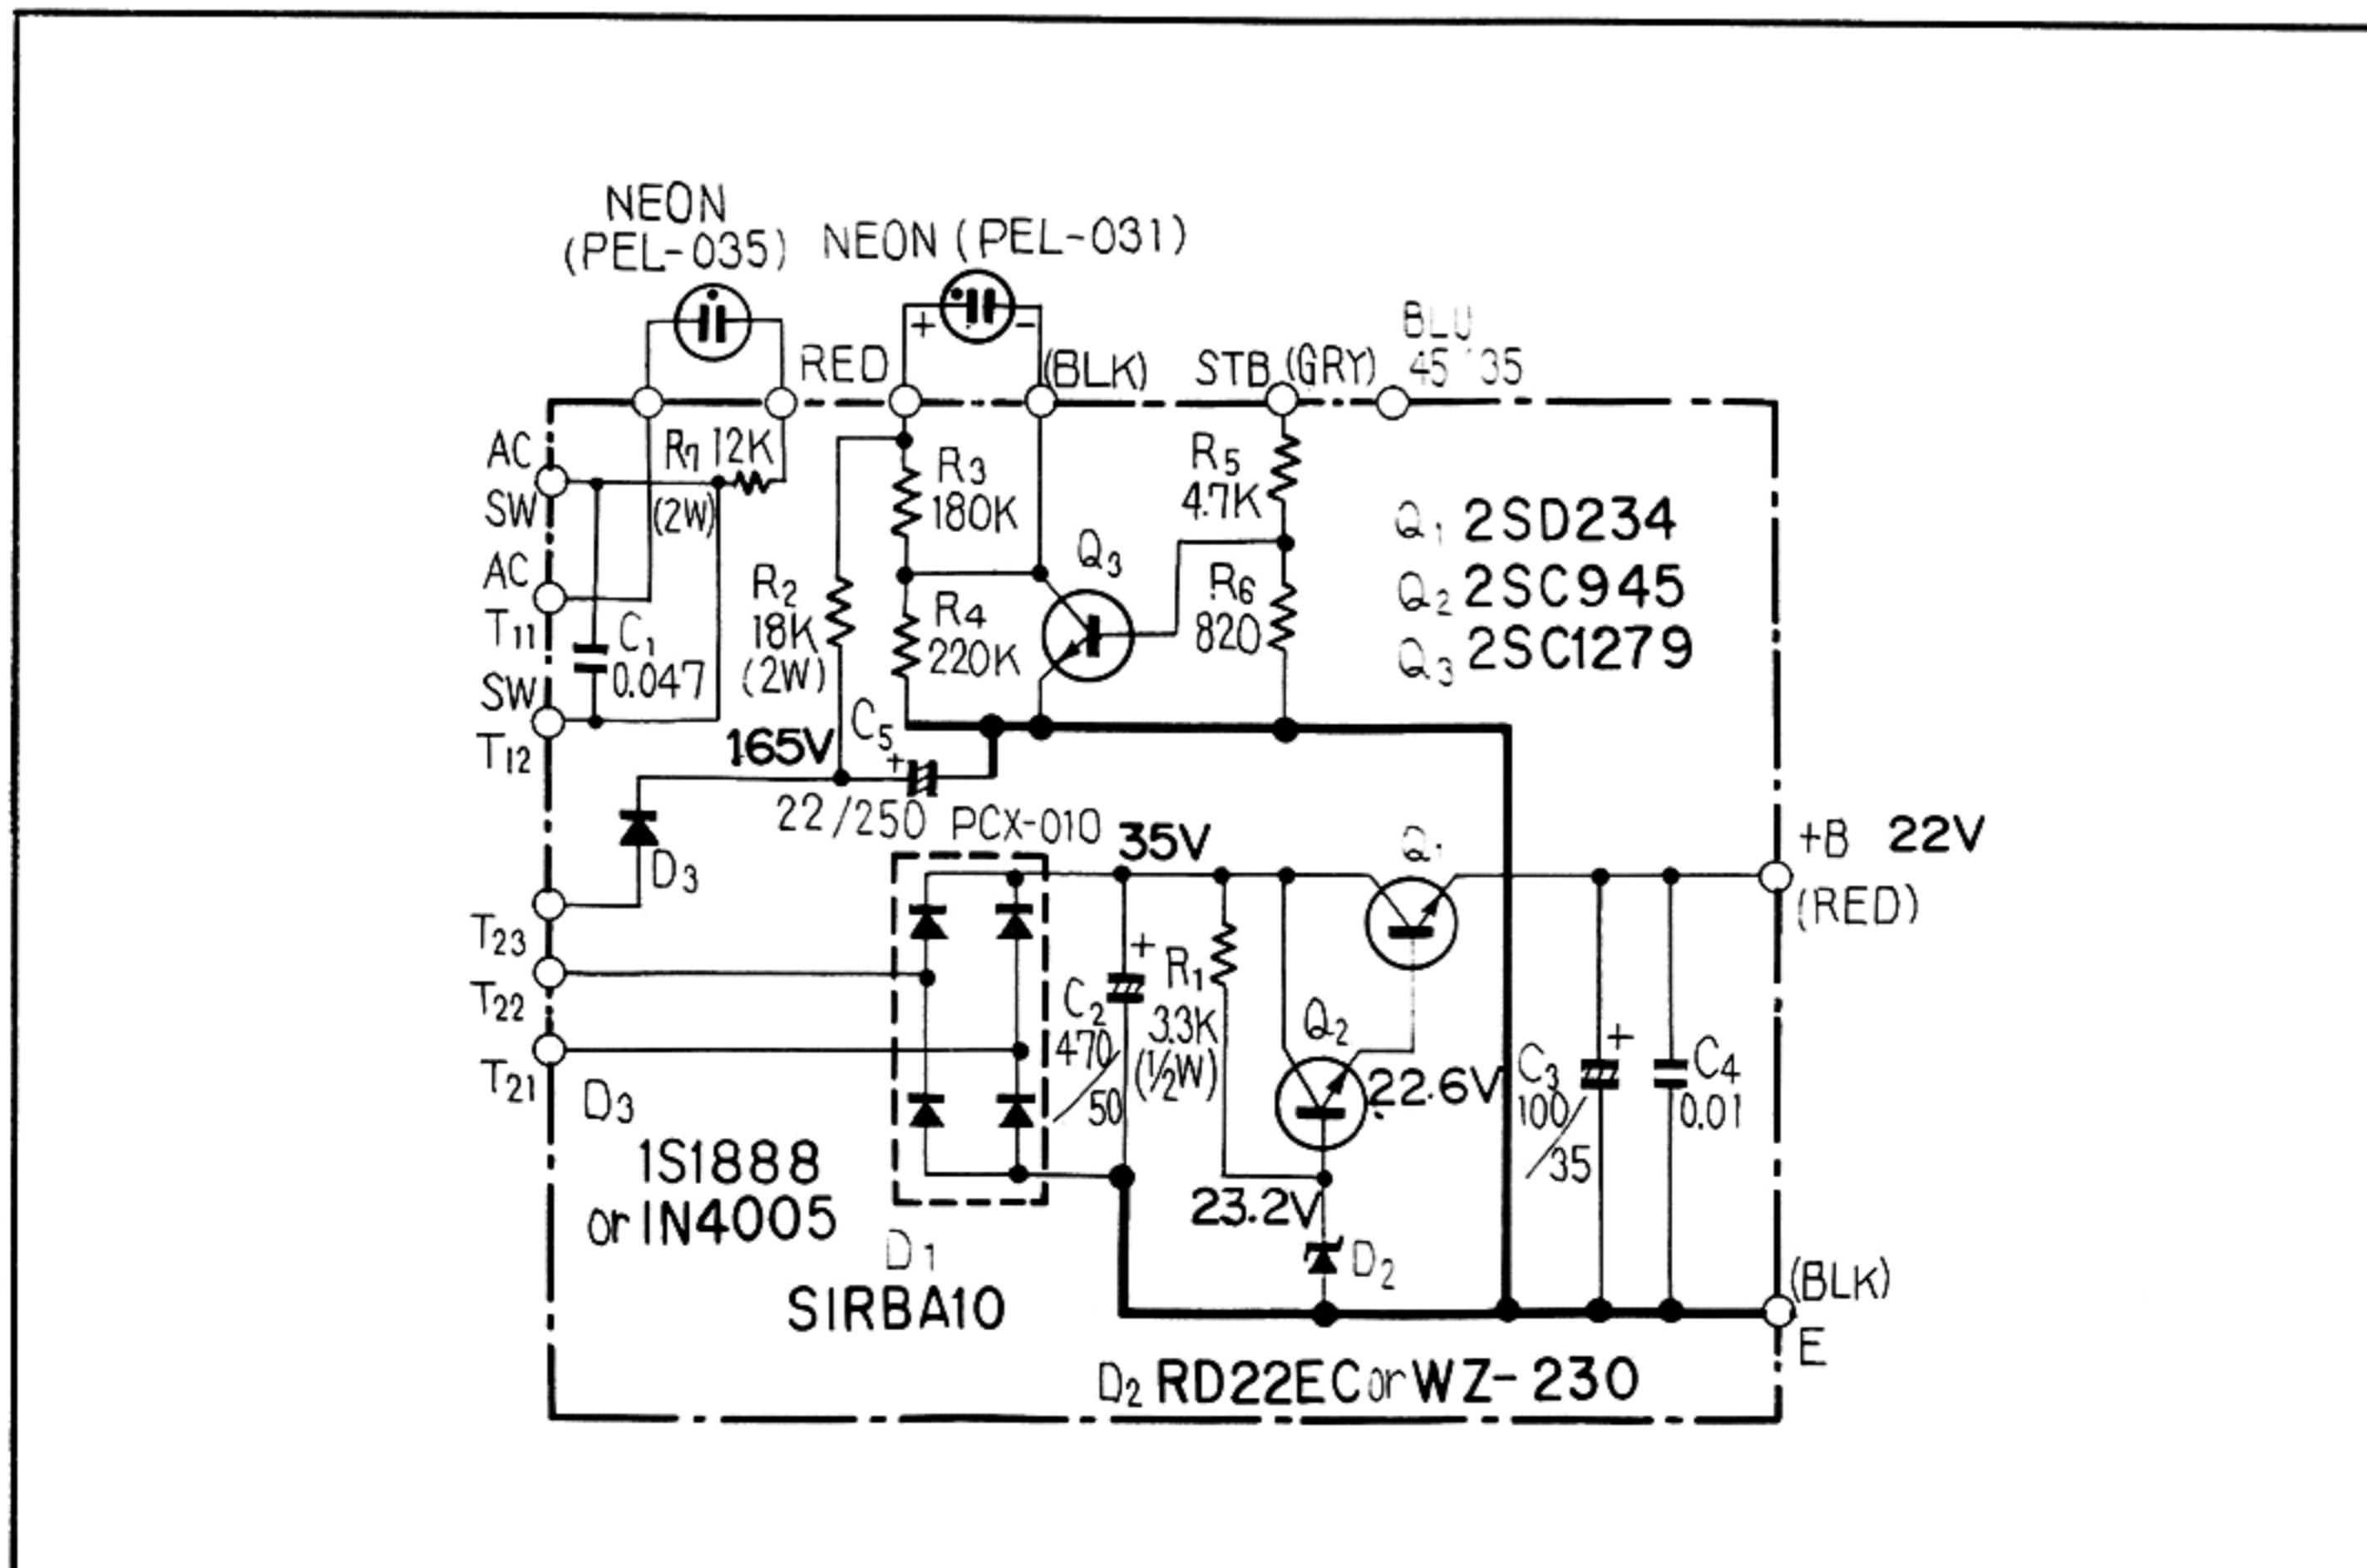 NEON
(PEL-035)
NEON (PEL-031)
+
−
RED
(BLK)
STB (GRY)
45 35
AC
SW
R7 12K
(2W)
AC
T11
C1
0.047
SW
T12
R3
180K
R2
18K
(2W)
R4
220K
Q3
R5
4.7K
R6
820
Q1 2SD234
Q2 2SC945
Q3 2SC1279
165V
C5
+
22/250
PCX-010
35V
D3
T23
T22
T21
Q1
+B 22V
(RED)
+
C2
470/50
R1
3.3K
(1/2W)
Q2
22.6V
+
C3
100/35
C4
0.01
D3
1S1888
or IN4005
23.2V
D2
D1
SIRBA10
(BLK)
E
D2 RD22EC or WZ-230